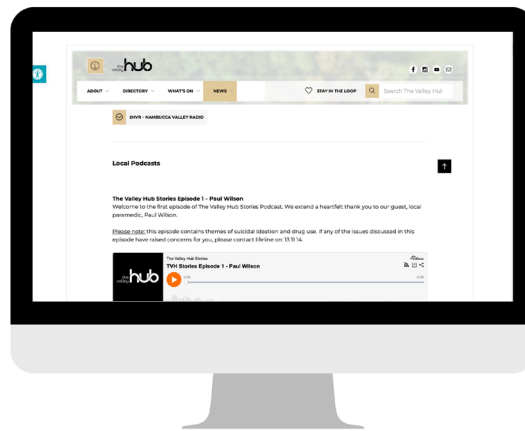 the valley hub
ABOUT
DIRECTORY
WHAT'S ON
NEWS
STAY IN THE LOOP
Search The Valley Hub
2NVR - NAMBUCCA VALLEY RADIO
Local Podcasts
The Valley Hub Stories Episode 1 – Paul Wilson
Welcome to the first episode of The Valley Hub Stories Podcast. We extend a heartfelt thank you to our guest, local
paramedic, Paul Wilson.
Please note: this episode contains themes of suicidal ideation and drug use. If any of the issues discussed in this
episode have raised concerns for you, please contact lifeline on: 13 11 14.
the valley hub
The Valley Hub Stories
TVH Stories Episode 1 - Paul Wilson